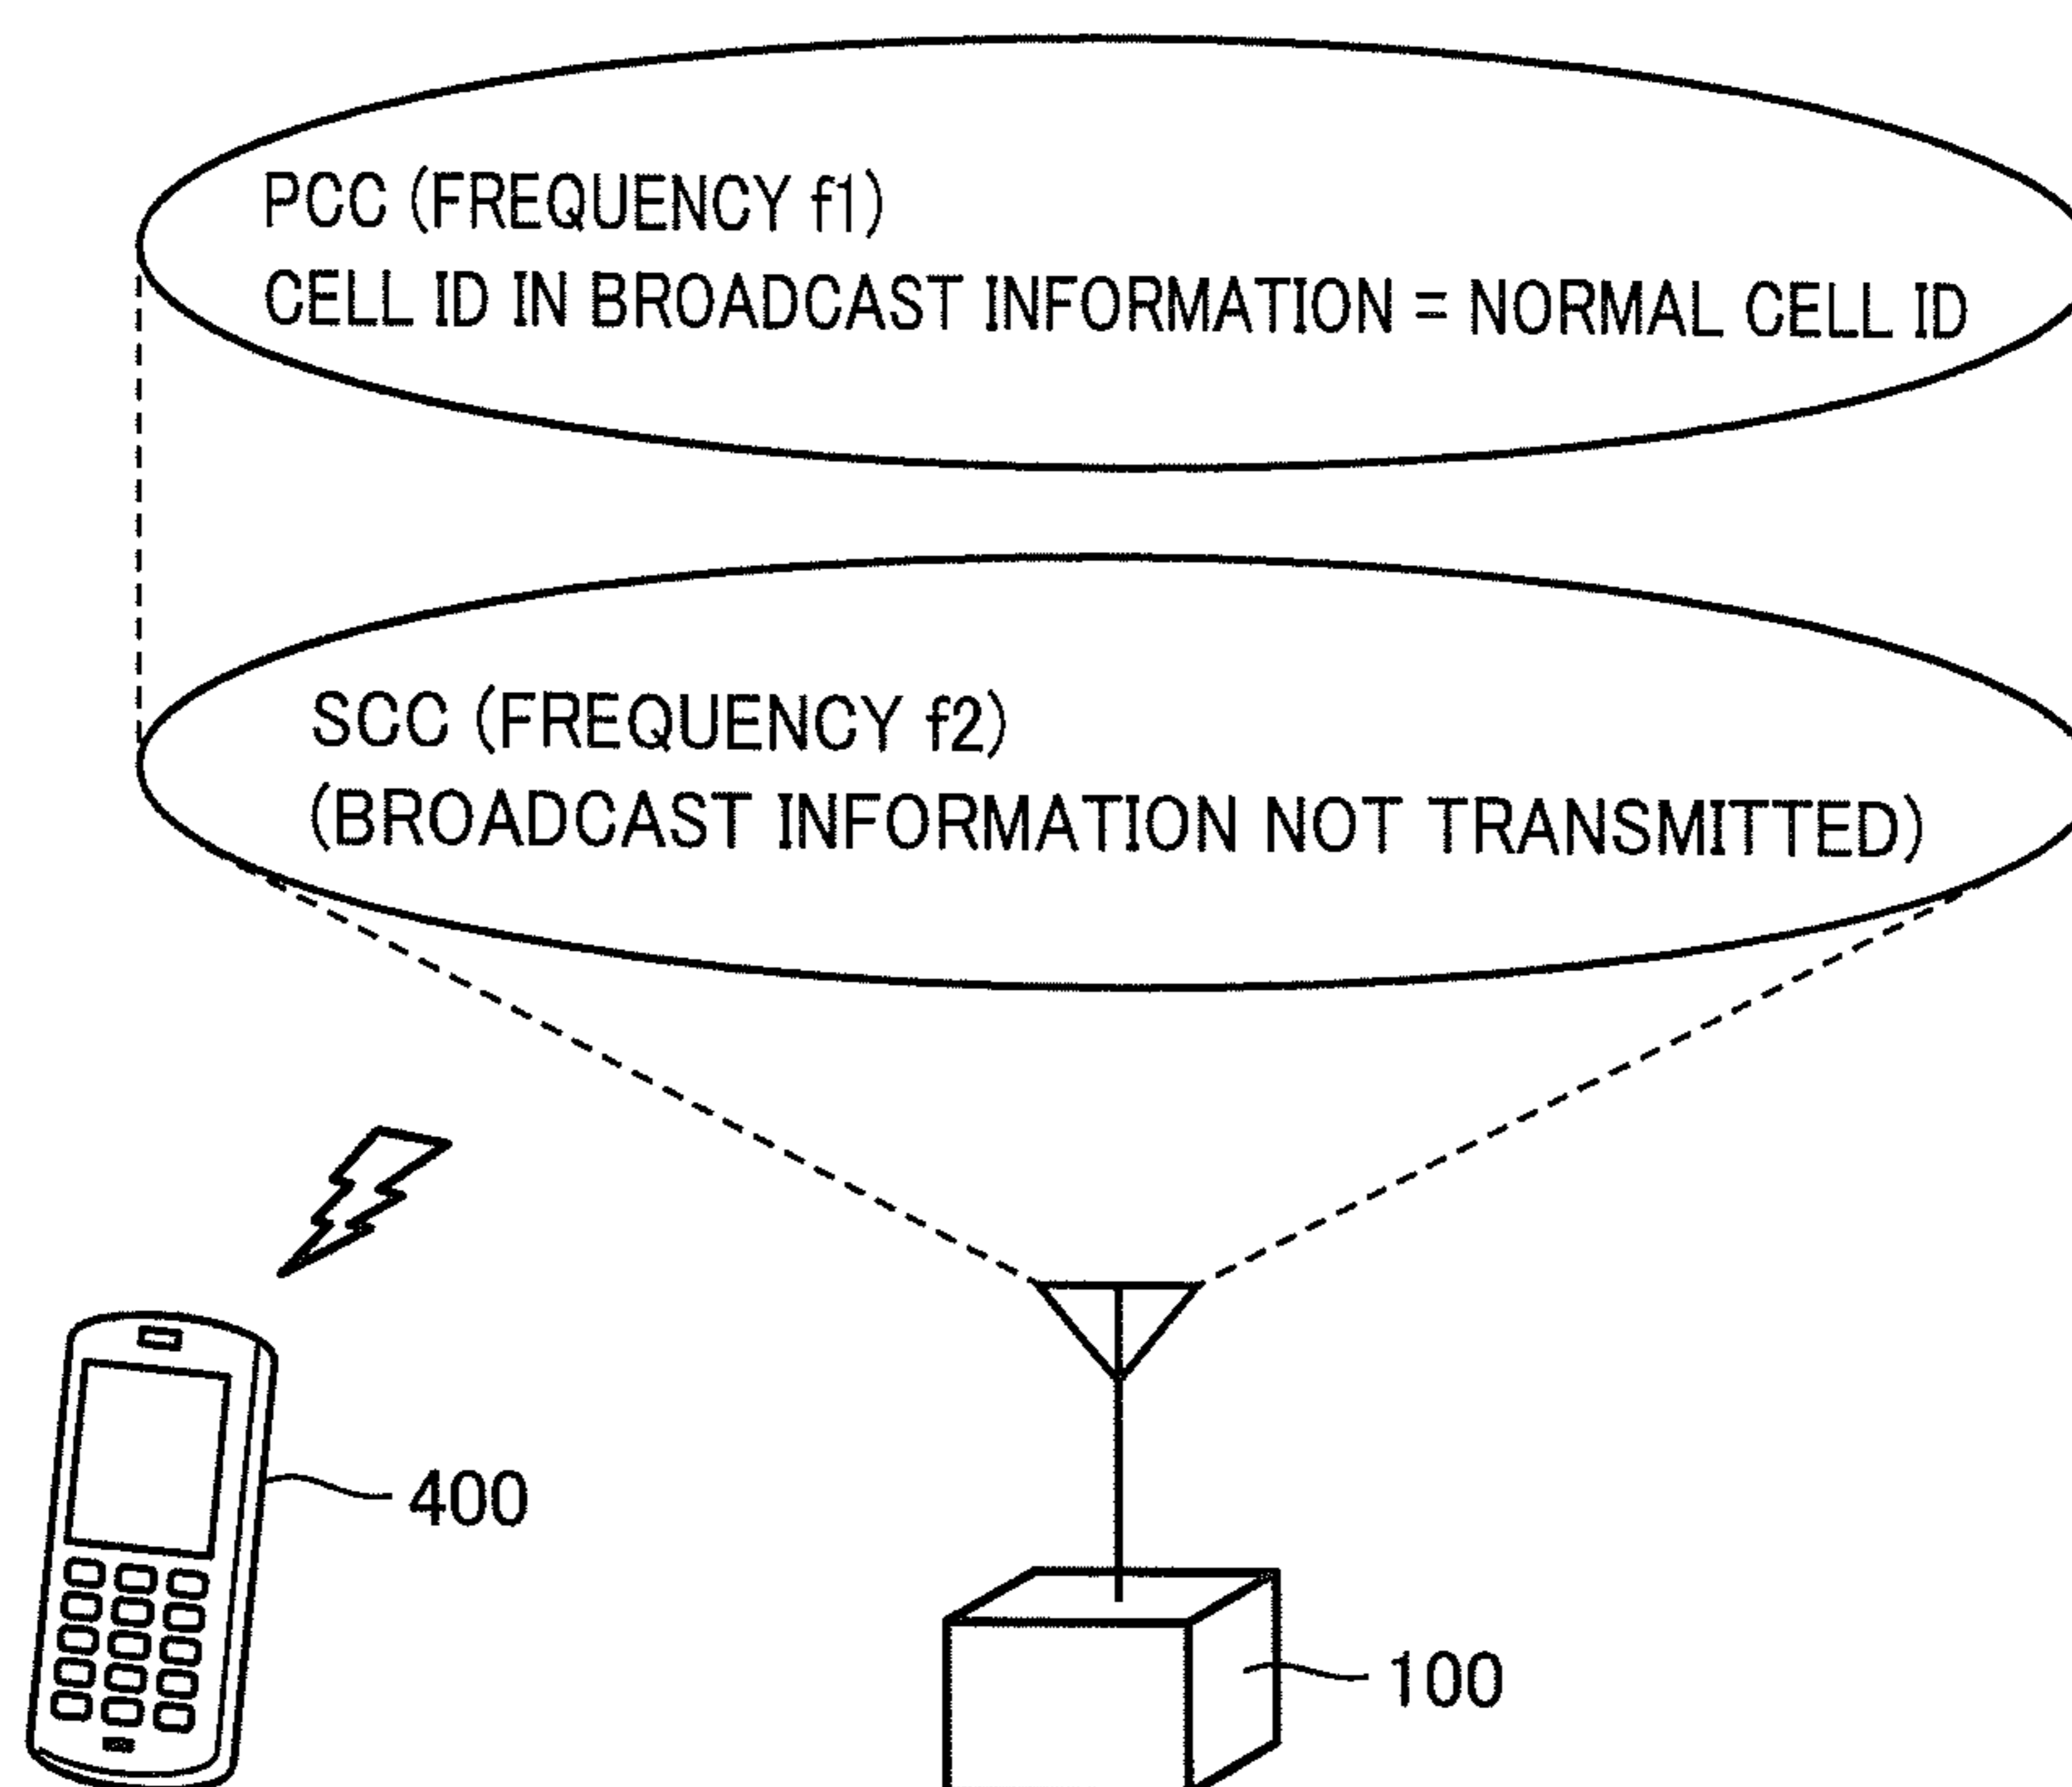 PCC (FREQUENCY f1)
CELL ID IN BROADCAST INFORMATION = NORMAL CELL ID
SCC (FREQUENCY f2)
(BROADCAST INFORMATION NOT TRANSMITTED)
400
100